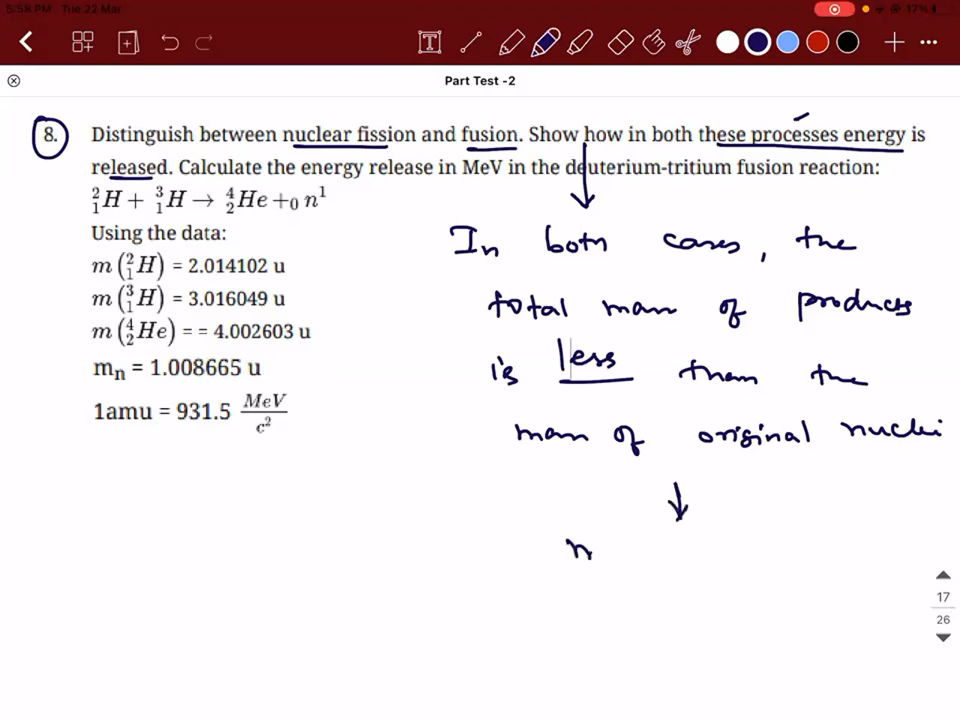 5:58 PM Tue 22 Mar 17%
Part Test -2
8. Distinguish between nuclear fission and fusion. Show how in both these processes energy is
released. Calculate the energy release in MeV in the deuterium-tritium fusion reaction:
²₁H + ³₁H → ⁴₂He +₀ n¹
Using the data:
m(²₁H) = 2.014102 u
m(³₁H) = 3.016049 u
m(⁴₂He) = = 4.002603 u
mₙ = 1.008665 u
1amu = 931.5 MeV/c²
In both cases, the
total mass of products
is less than the
mass of original nuclei
17
26